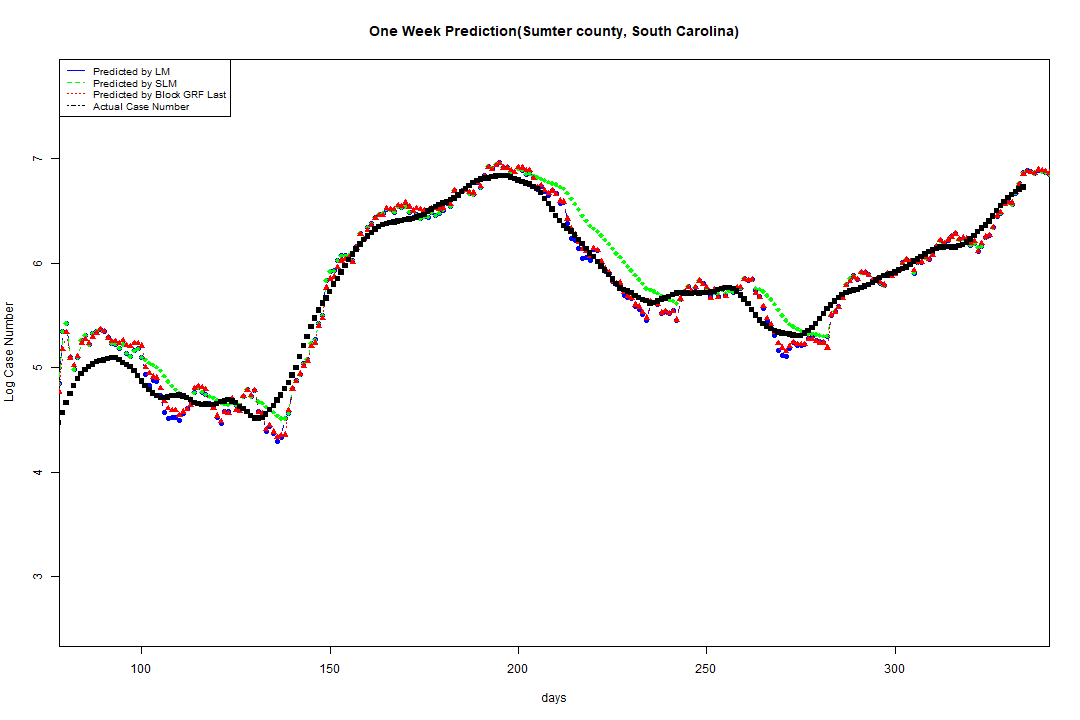 One Week Prediction(Sumter county, South Carolina)
Predicted by LM
Predicted by SLM
Predicted by Block GRF Last
Actual Case Number
7
6
5
4
3
Log Case Number
100 150 200 250 300
days